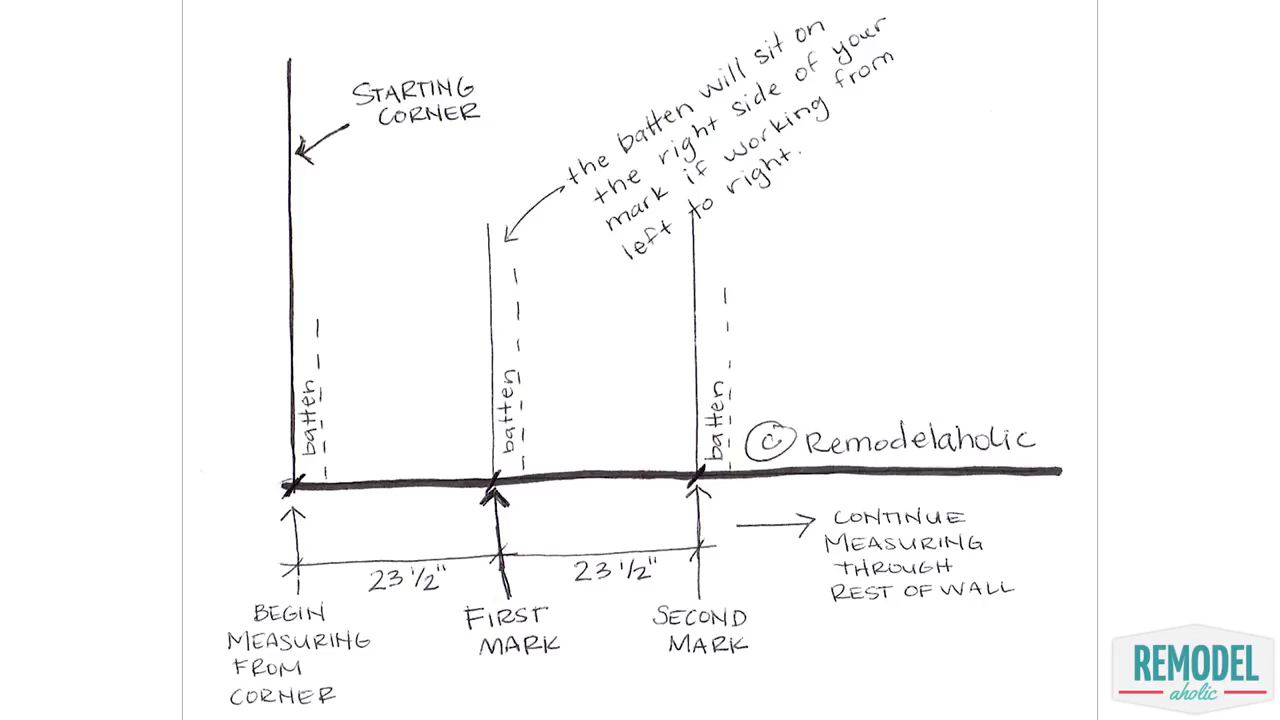 STARTING
CORNER
the batten will sit on
the right side of your
mark if working from
left to right.
batten
batten
batten
© Remodelaholic
23 1/2"
23 1/2"
CONTINUE
MEASURING
THROUGH
REST OF WALL
BEGIN
MEASURING
FROM
CORNER
FIRST
MARK
SECOND
MARK
REMODEL
aholic